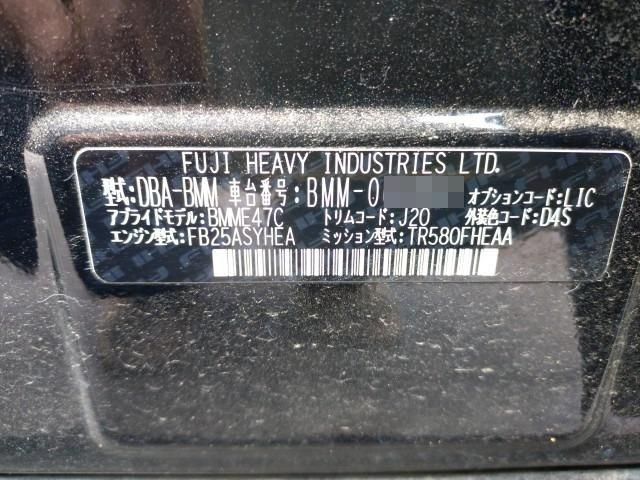 FUJI HEAVY INDUSTRIES LTD.
型式:DBA-BMM 車台番号:BMM-0 オプションコード:LIC
アプライドモデル:BMME47C トリムコード:J20 外装色コード:D4S
エンジン型式:FB25ASYHEA ミッション型式:TR580FHEAA